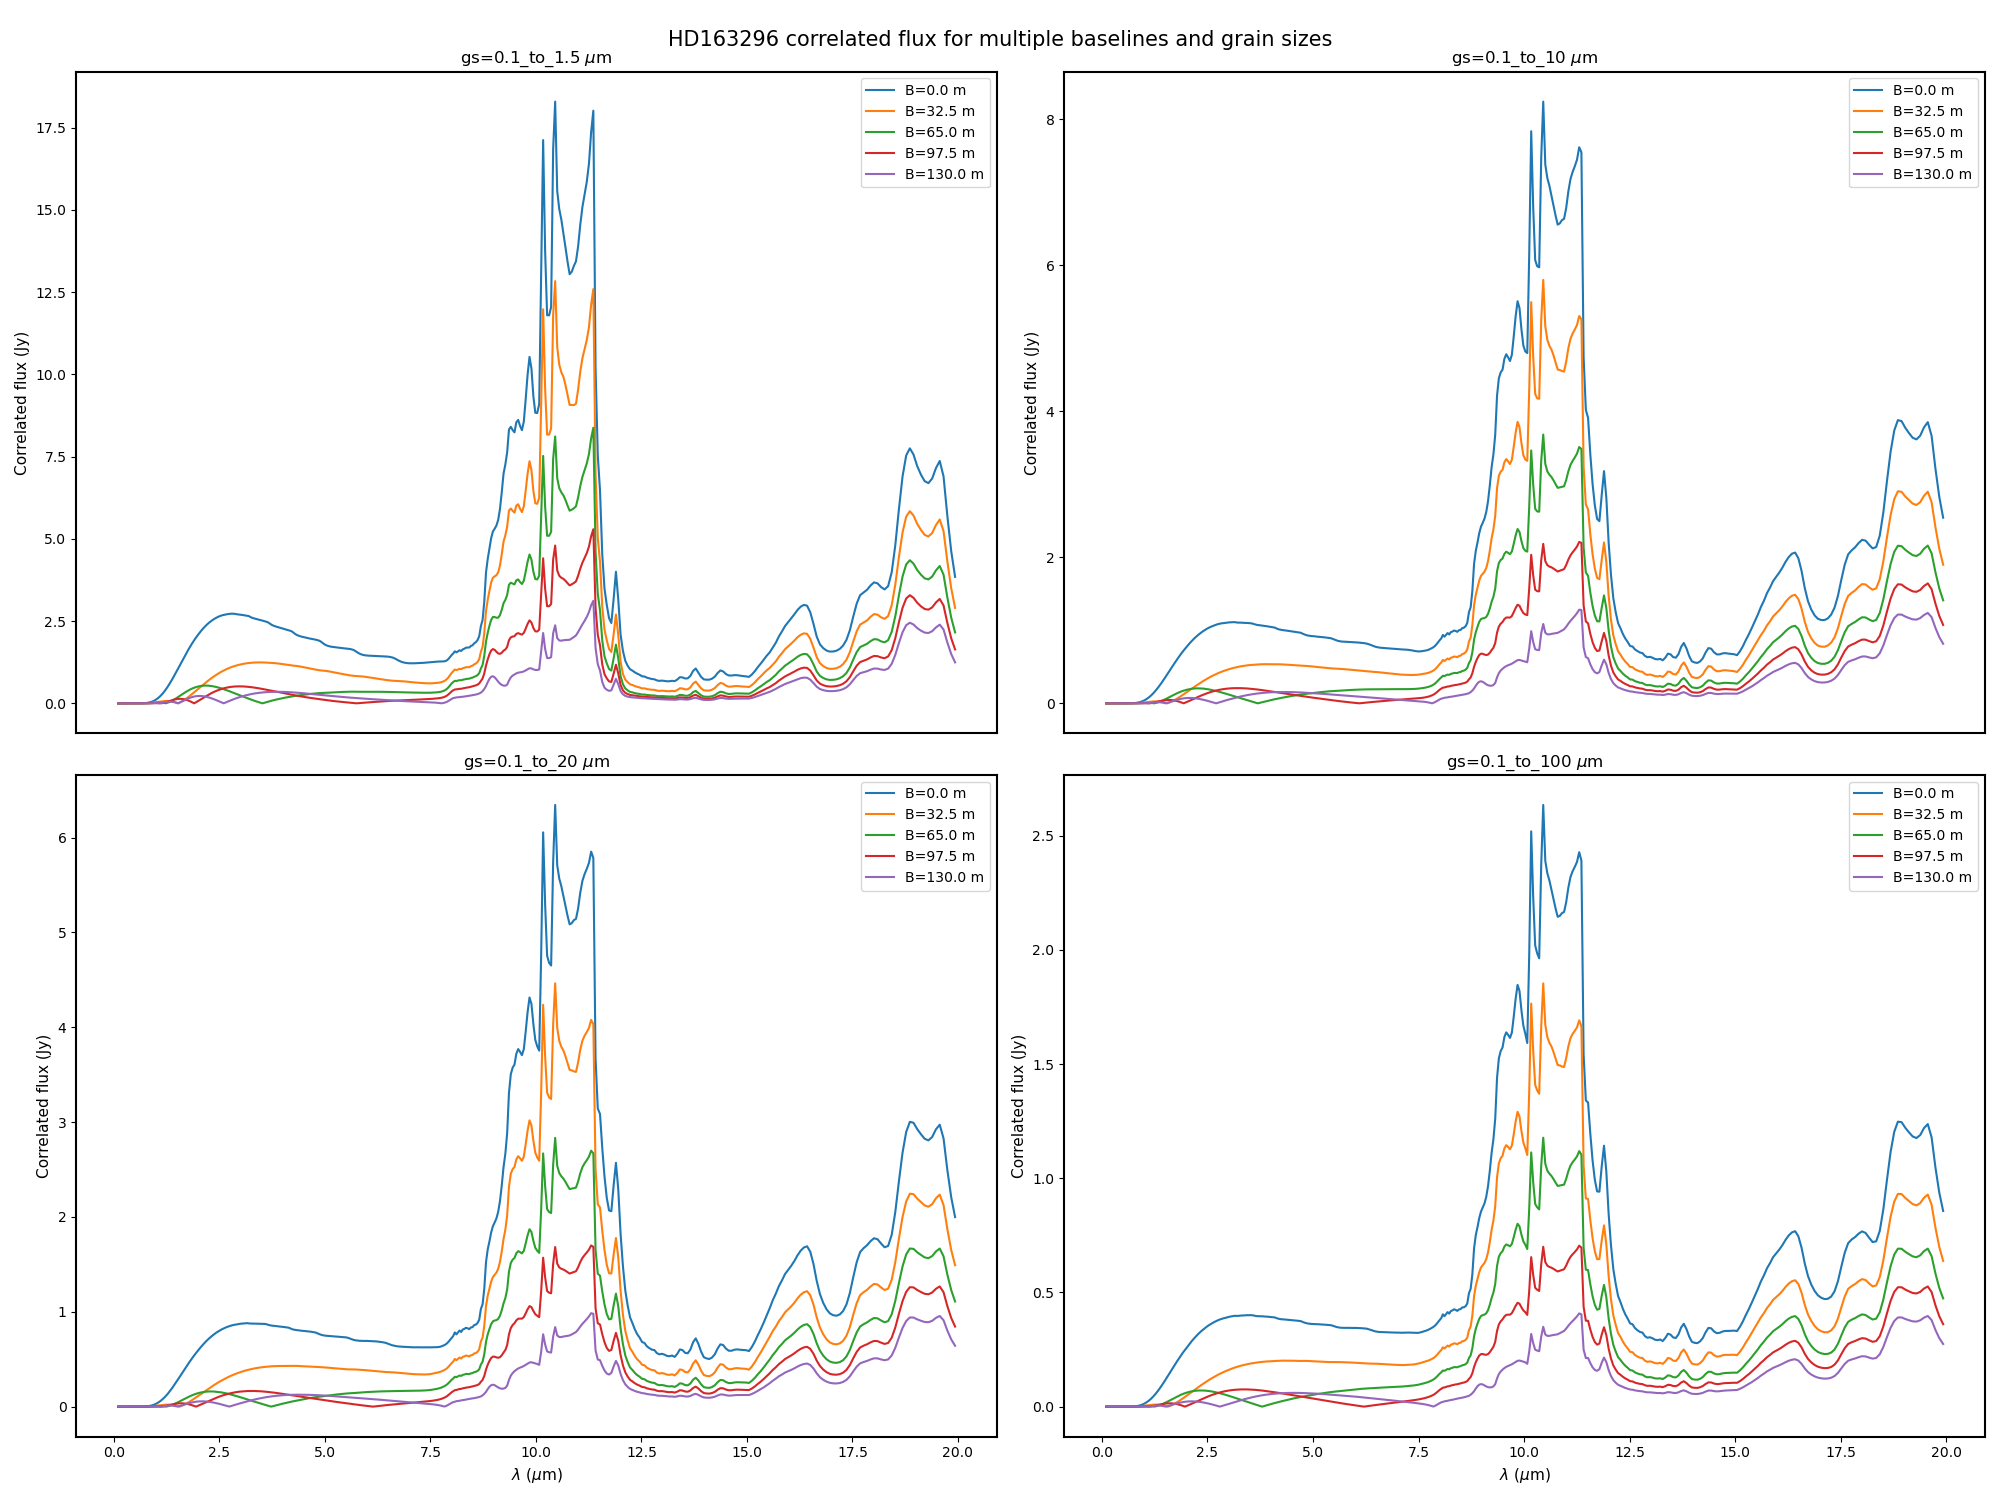 HD163296 correlated flux for multiple baselines and grain sizes
gs=0.1_to_1.5 μm
Correlated flux (Jy)
17.5
15.0
12.5
10.0
7.5
5.0
2.5
0.0
B=0.0 m
B=32.5 m
B=65.0 m
B=97.5 m
B=130.0 m
gs=0.1_to_10 μm
Correlated flux (Jy)
8
6
4
2
0
B=0.0 m
B=32.5 m
B=65.0 m
B=97.5 m
B=130.0 m
gs=0.1_to_20 μm
Correlated flux (Jy)
6
5
4
3
2
1
0
B=0.0 m
B=32.5 m
B=65.0 m
B=97.5 m
B=130.0 m
0.0 2.5 5.0 7.5 10.0 12.5 15.0 17.5 20.0
λ (μm)
gs=0.1_to_100 μm
Correlated flux (Jy)
2.5
2.0
1.5
1.0
0.5
0.0
B=0.0 m
B=32.5 m
B=65.0 m
B=97.5 m
B=130.0 m
0.0 2.5 5.0 7.5 10.0 12.5 15.0 17.5 20.0
λ (μm)